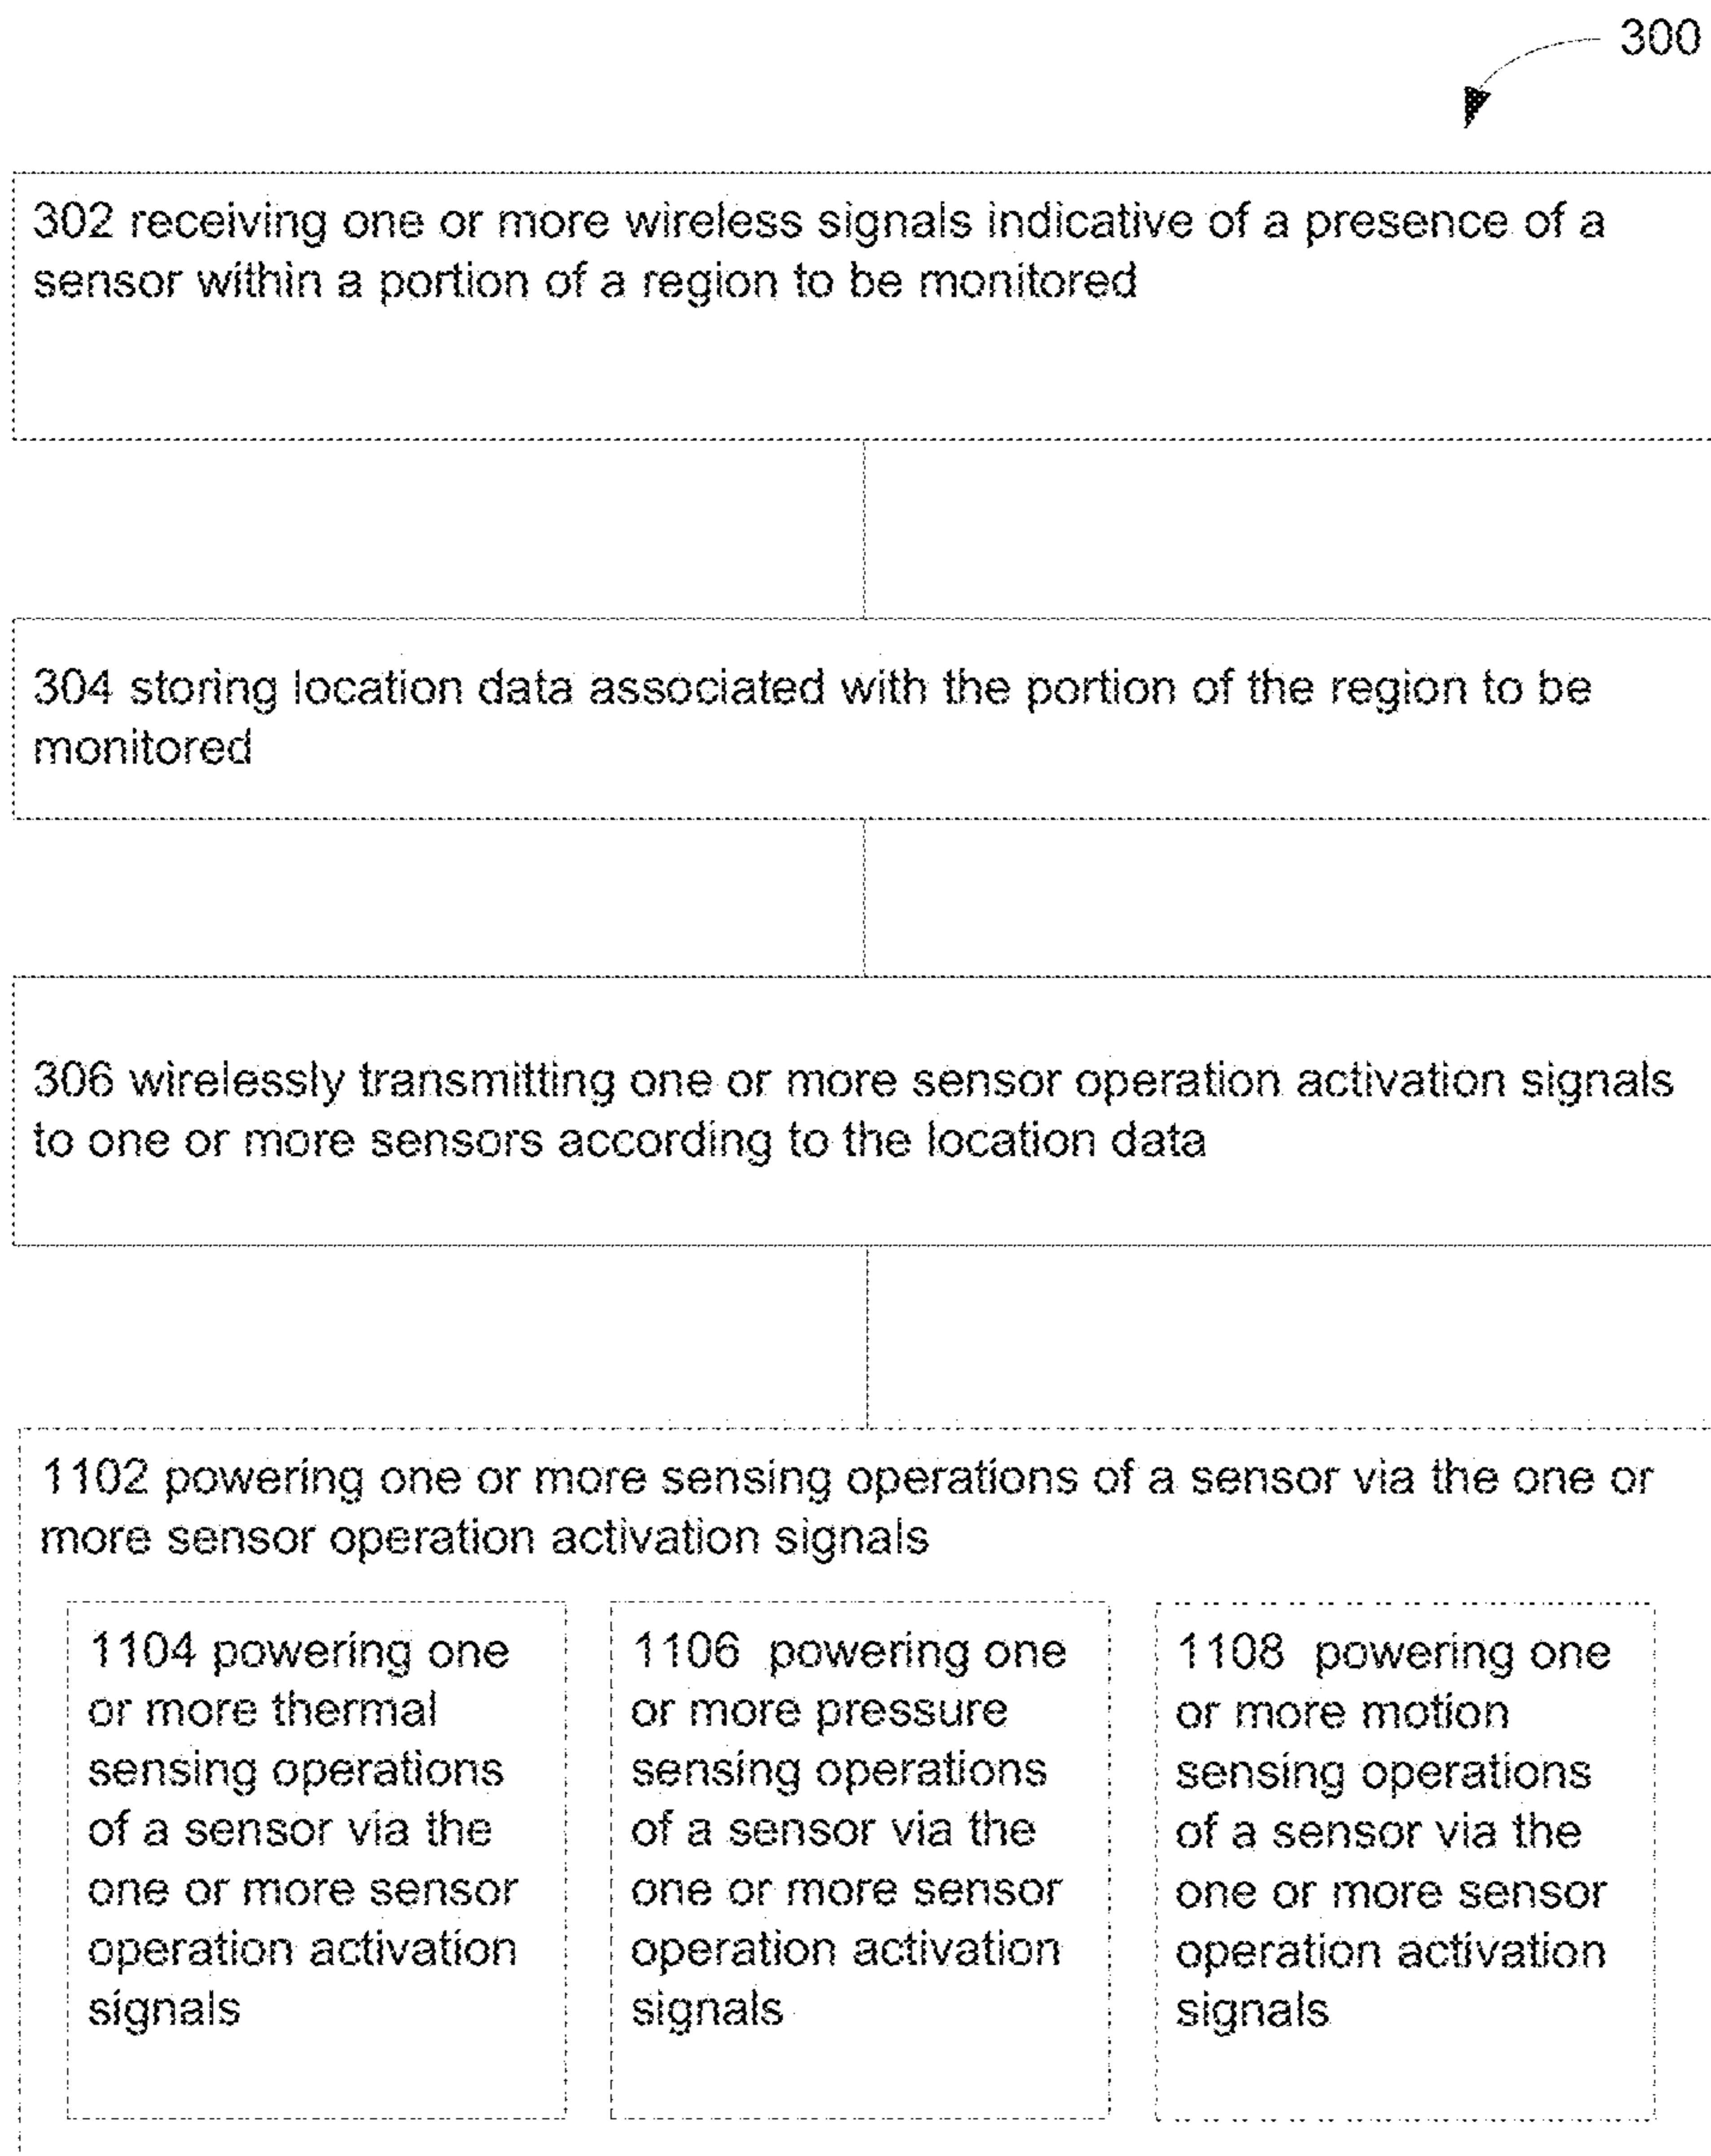 300
302 receiving one or more wireless signals indicative of a presence of a
sensor within a portion of a region to be monitored
304 storing location data associated with the portion of the region to be
monitored
306 wirelessly transmitting one or more sensor operation activation signals
to one or more sensors according to the location data
1102 powering one or more sensing operations of a sensor via the one or
more sensor operation activation signals
1104 powering one
or more thermal
sensing operations
of a sensor via the
one or more sensor
operation activation
signals
1106 powering one
or more pressure
sensing operations
of a sensor via the
one or more sensor
operation activation
signals
1108 powering one
or more motion
sensing operations
of a sensor via the
one or more sensor
operation activation
signals